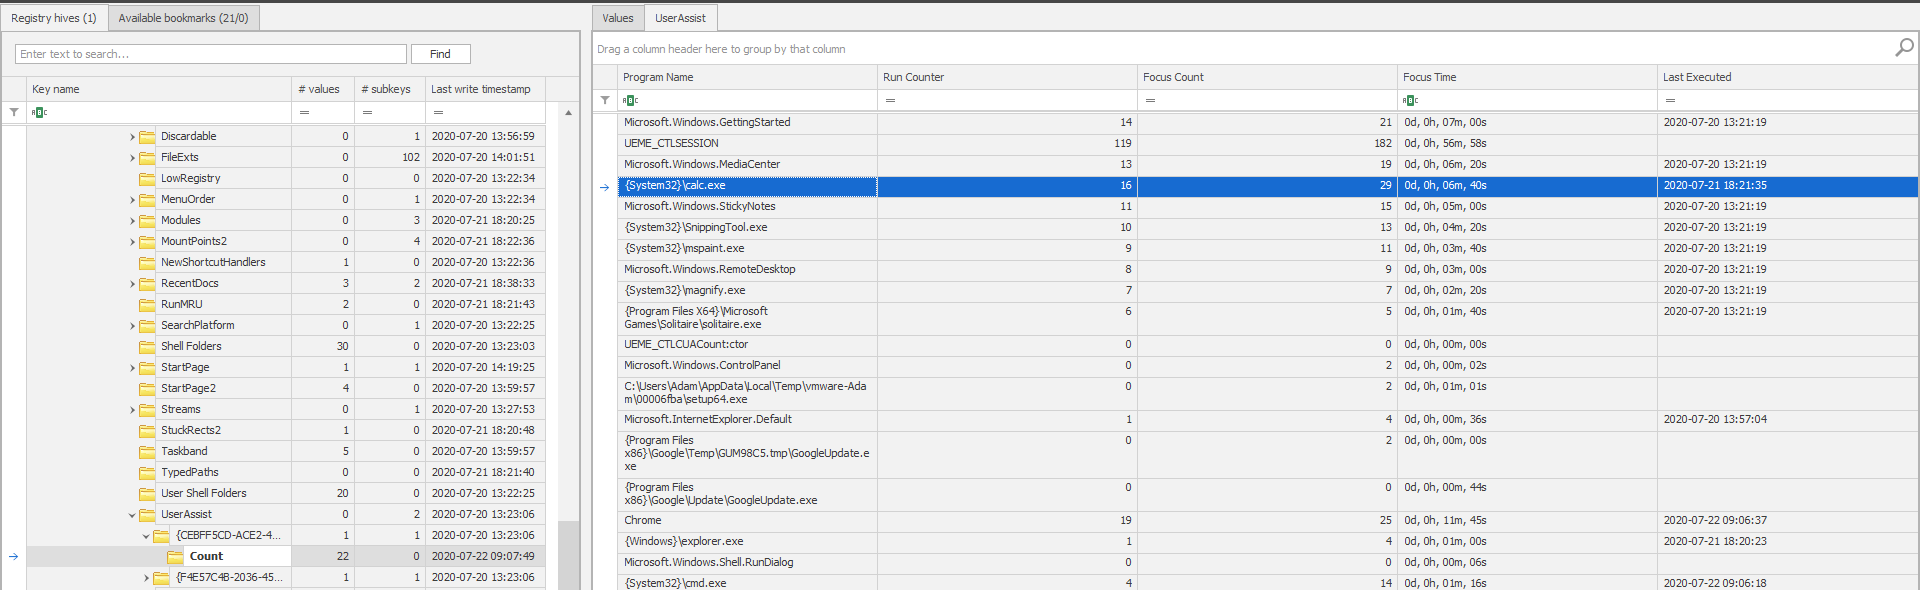 Registry hives (1)
Available bookmarks (21/0)
Enter text to search...
Find
Key name # values # subkeys Last write timestamp
ABC = = =
Discardable 0 1 2020-07-20 13:56:59
FileExts 0 102 2020-07-20 14:01:51
LowRegistry 0 0 2020-07-20 13:22:34
MenuOrder 0 1 2020-07-20 13:22:34
Modules 0 3 2020-07-21 18:20:25
MountPoints2 0 4 2020-07-21 18:22:36
NewShortcutHandlers 1 0 2020-07-20 13:22:36
RecentDocs 3 2 2020-07-21 18:38:33
RunMRU 2 0 2020-07-21 18:21:43
SearchPlatform 0 1 2020-07-20 13:22:25
Shell Folders 30 0 2020-07-20 13:23:03
StartPage 1 1 2020-07-20 14:19:25
StartPage2 4 0 2020-07-20 13:59:57
Streams 0 1 2020-07-20 13:27:53
StuckRects2 1 0 2020-07-21 18:20:48
Taskband 5 0 2020-07-20 13:59:57
TypedPaths 0 0 2020-07-21 18:21:40
User Shell Folders 20 0 2020-07-20 13:22:25
UserAssist 0 2 2020-07-20 13:23:06
{CEBFF5CD-ACE2-4... 1 1 2020-07-20 13:23:06
Count 22 0 2020-07-22 09:07:49
{F4E57C4B-2036-45... 1 1 2020-07-20 13:23:06
Values
UserAssist
Drag a column header here to group by that column
Program Name Run Counter Focus Count Focus Time Last Executed
ABC = = ABC =
Microsoft.Windows.GettingStarted 14 21 0d, 0h, 07m, 00s 2020-07-20 13:21:19
UEME_CTLSESSION 119 182 0d, 0h, 56m, 58s
Microsoft.Windows.MediaCenter 13 19 0d, 0h, 06m, 20s 2020-07-20 13:21:19
{System32}\calc.exe 16 29 0d, 0h, 06m, 40s 2020-07-21 18:21:35
Microsoft.Windows.StickyNotes 11 15 0d, 0h, 05m, 00s 2020-07-20 13:21:19
{System32}\SnippingTool.exe 10 13 0d, 0h, 04m, 20s 2020-07-20 13:21:19
{System32}\mspaint.exe 9 11 0d, 0h, 03m, 40s 2020-07-20 13:21:19
Microsoft.Windows.RemoteDesktop 8 9 0d, 0h, 03m, 00s 2020-07-20 13:21:19
{System32}\magnify.exe 7 7 0d, 0h, 02m, 20s 2020-07-20 13:21:19
{Program Files X64}\Microsoft 6 5 0d, 0h, 01m, 40s 2020-07-20 13:21:19
Games\Solitaire\solitaire.exe
UEME_CTLCUACount:ctor 0 0 0d, 0h, 00m, 00s
Microsoft.Windows.ControlPanel 0 2 0d, 0h, 00m, 02s
C:\Users\Adam\AppData\Local\Temp\vmware-Ada 0 2 0d, 0h, 01m, 01s
m\00006fba\setup64.exe
Microsoft.InternetExplorer.Default 1 4 0d, 0h, 00m, 36s 2020-07-20 13:57:04
{Program Files 0 2 0d, 0h, 00m, 00s
x86}\Google\Temp\GUM98C5.tmp\GoogleUpdate.e
xe
{Program Files 0 0 0d, 0h, 00m, 44s
x86}\Google\Update\GoogleUpdate.exe
Chrome 19 25 0d, 0h, 11m, 45s 2020-07-22 09:06:37
{Windows}\explorer.exe 1 4 0d, 0h, 01m, 00s 2020-07-21 18:20:23
Microsoft.Windows.Shell.RunDialog 0 0 0d, 0h, 00m, 06s
{System32}\cmd.exe 4 14 0d, 0h, 01m, 16s 2020-07-22 09:06:18